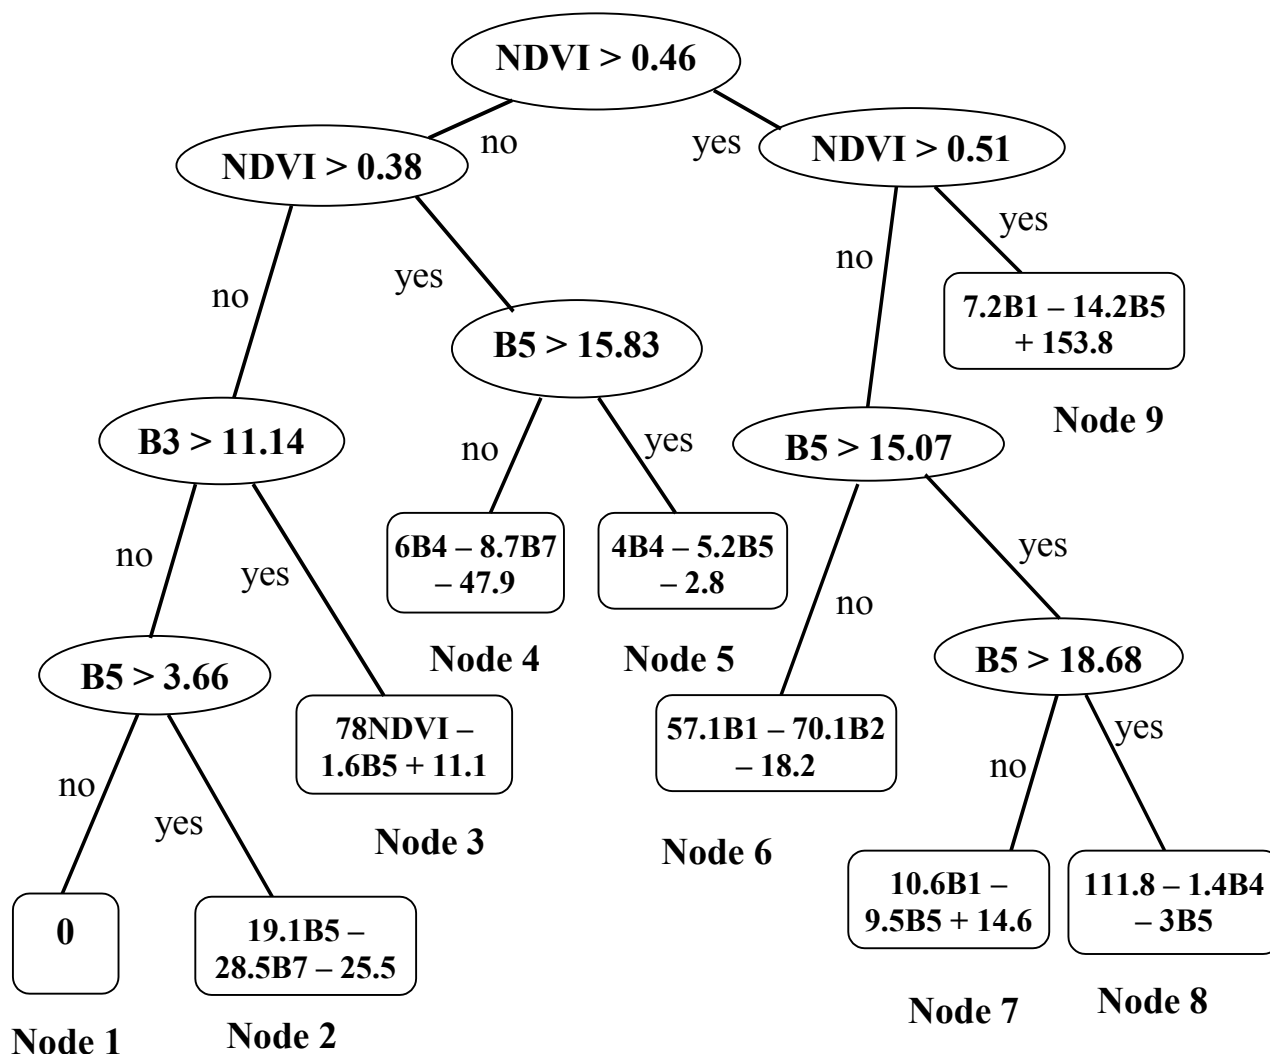 NDVI > 0.46
no
yes
NDVI > 0.38
NDVI > 0.51
no
yes
no
yes
B5 > 15.83
7.2B1 – 14.2B5
+ 153.8
Node 9
B3 > 11.14
no
yes
B5 > 15.07
no
yes
6B4 – 8.7B7
– 47.9
4B4 – 5.2B5
– 2.8
no
yes
Node 4
Node 5
B5 > 3.66
B5 > 18.68
78NDVI –
1.6B5 + 11.1
57.1B1 – 70.1B2
– 18.2
no
yes
no
yes
Node 3
Node 6
0
19.1B5 –
28.5B7 – 25.5
10.6B1 –
9.5B5 + 14.6
111.8 – 1.4B4
– 3B5
Node 1
Node 2
Node 7
Node 8